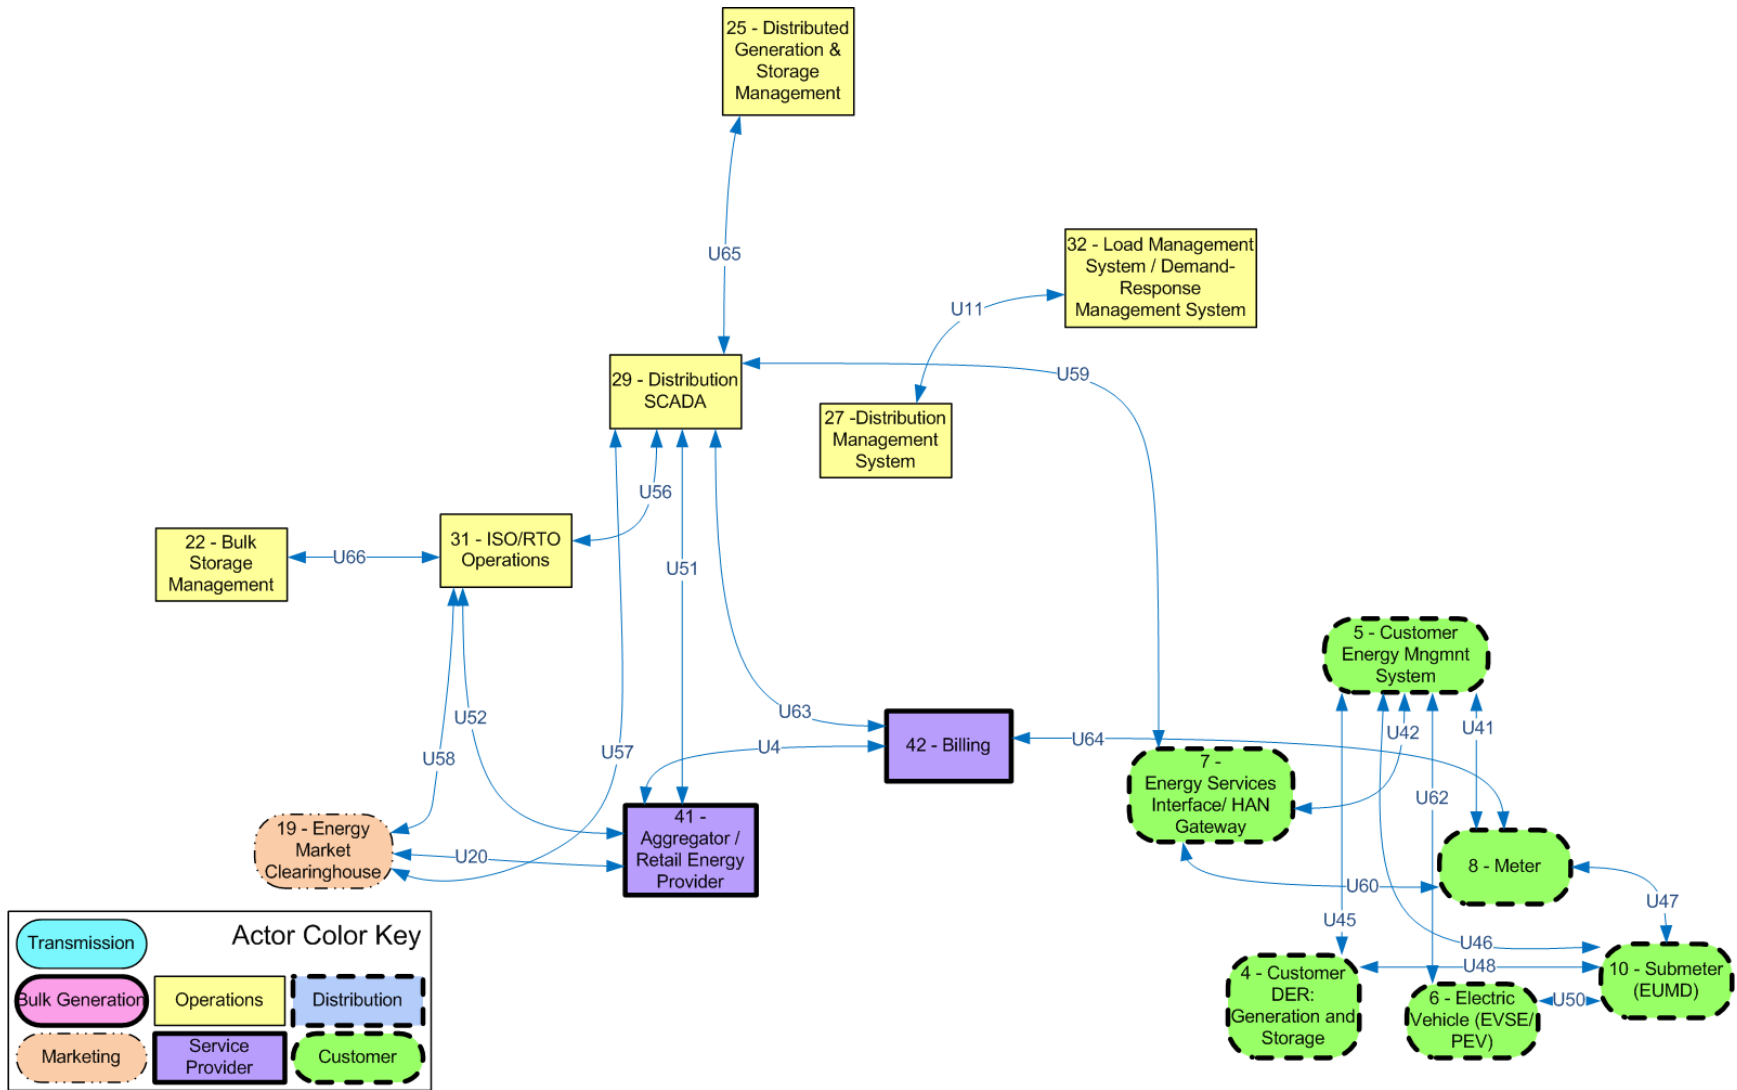 25 - Distributed
Generation &
Storage
Management
U65
32 - Load Management
System / Demand-
Response
Management System
U11
29 - Distribution
SCADA
U59
27 -Distribution
Management
System
U56
22 - Bulk
Storage
Management
U66
31 - ISO/RTO
Operations
U51
5 - Customer
Energy Mngmnt
System
U52
U58
U57
U63
U4
42 - Billing
U64
U42
U41
U62
7 -
Energy Services
Interface/ HAN
Gateway
19 - Energy
Market
Clearinghouse
U20
41 -
Aggregator /
Retail Energy
Provider
8 - Meter
U60
U47
U45
U46
U48
4 - Customer
DER:
Generation and
Storage
6 - Electric
Vehicle (EVSE/
PEV)
U50
10 - Submeter
(EUMD)
Actor Color Key
Transmission
Bulk Generation
Operations
Distribution
Marketing
Service
Provider
Customer